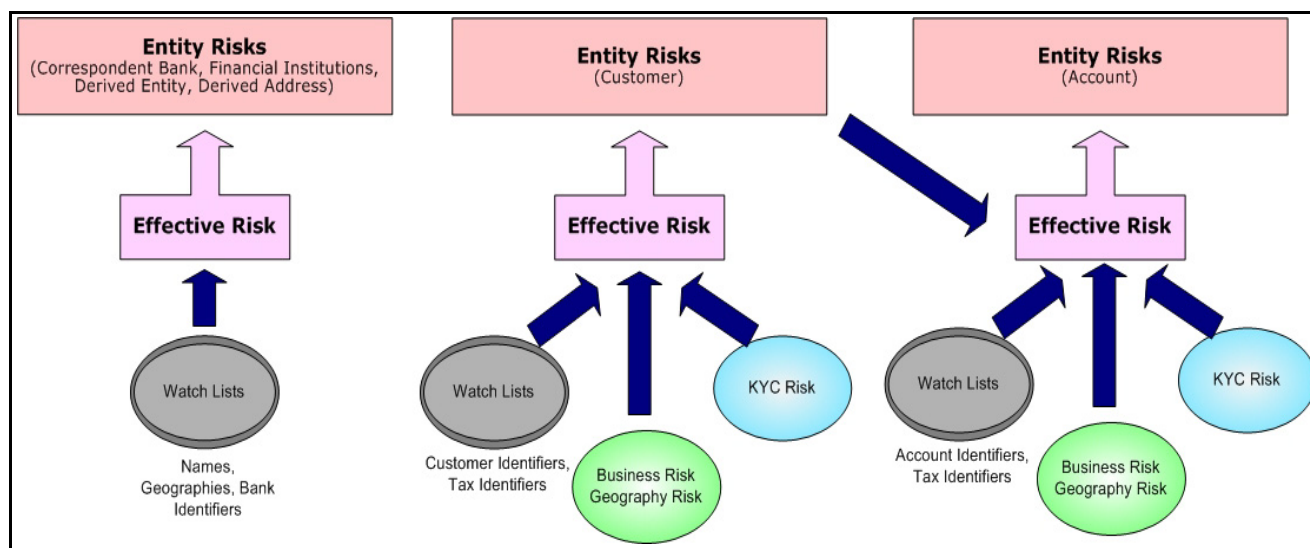 Entity Risks
(Correspondent Bank, Financial Institutions,
Derived Entity, Derived Address)
Effective Risk
Watch Lists
Names,
Geographies, Bank
Identifiers
Entity Risks
(Customer)
Effective Risk
Watch Lists
Customer Identifiers,
Tax Identifiers
Business Risk
Geography Risk
KYC Risk
Entity Risks
(Account)
Effective Risk
Watch Lists
Account Identifiers,
Tax Identifiers
Business Risk
Geography Risk
KYC Risk